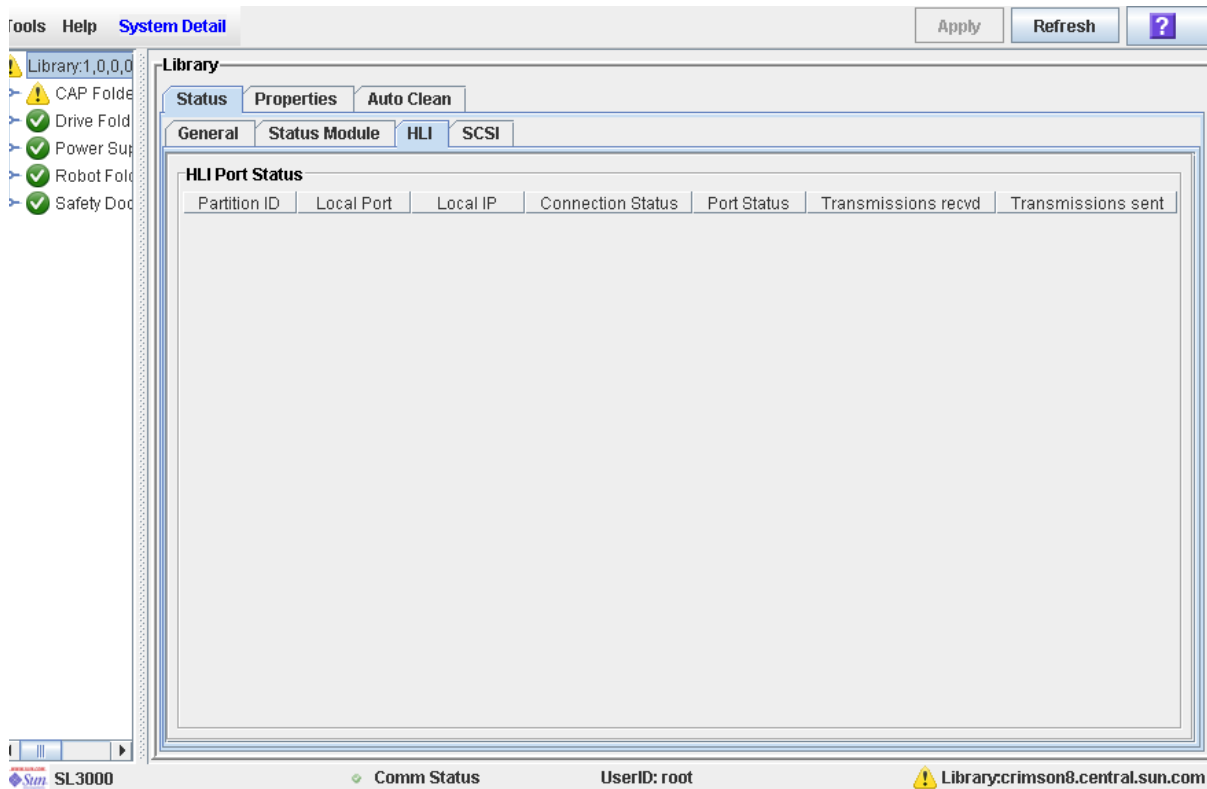 Tools Help System Detail Apply Refresh ?
Library:1,0,0,0
CAP Folde
Drive Fold
Power Sup
Robot Fold
Safety Doo
Library
Status Properties Auto Clean
General Status Module HLI SCSI
HLI Port Status
Partition ID Local Port Local IP Connection Status Port Status Transmissions recvd Transmissions sent
Sun SL3000 Comm Status UserID: root Library:crimson8.central.sun.com